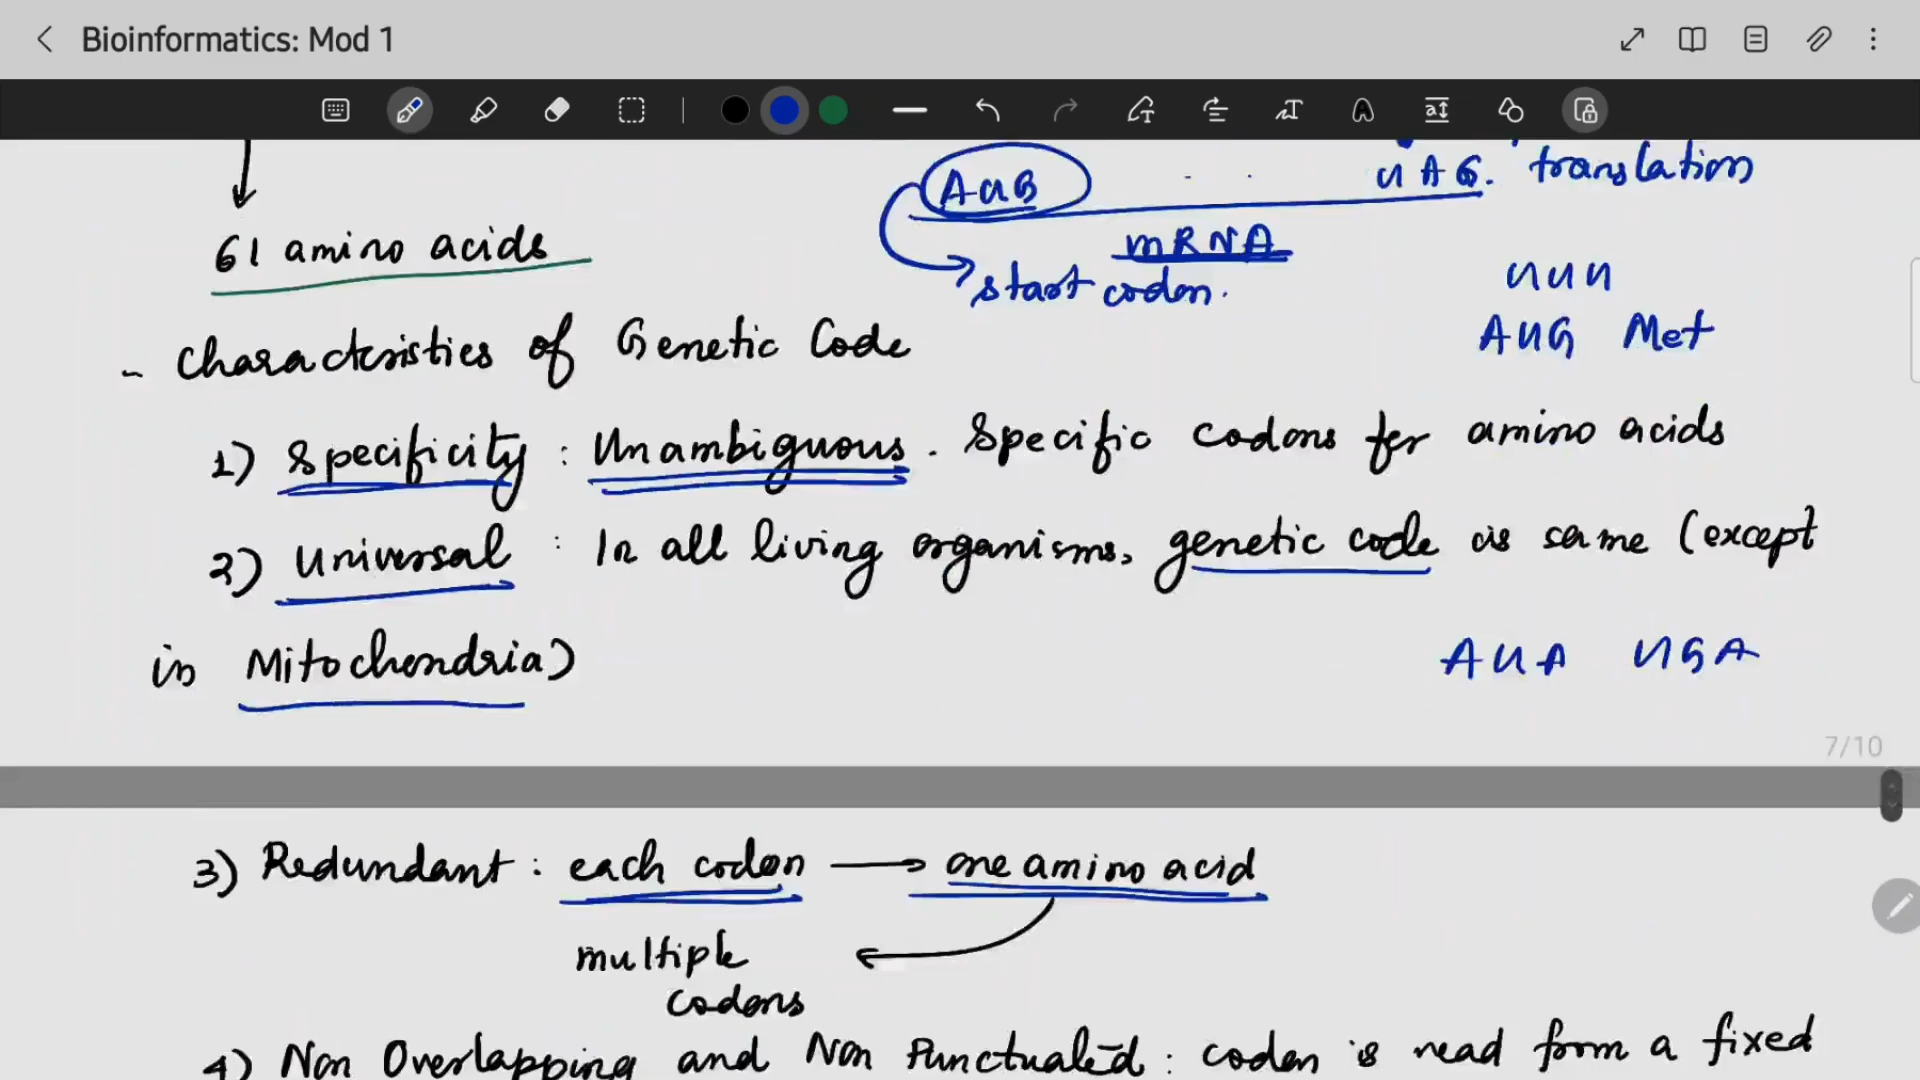 Bioinformatics: Mod 1
AUG . . UAG. translation
mRNA
61 amino acids
start codon.
UUU
AUG Met
- Characteristics of Genetic Code
1) Specificity : Unambiguous. Specific codons for amino acids
2) Universal : In all living organisms, genetic code is same (except
in Mitochondria)
AUA UGA
7/10
3) Redundant : each codon → one amino acid
multiple
codons
4) Non Overlapping and Non Punctuated : codon is read from a fixed